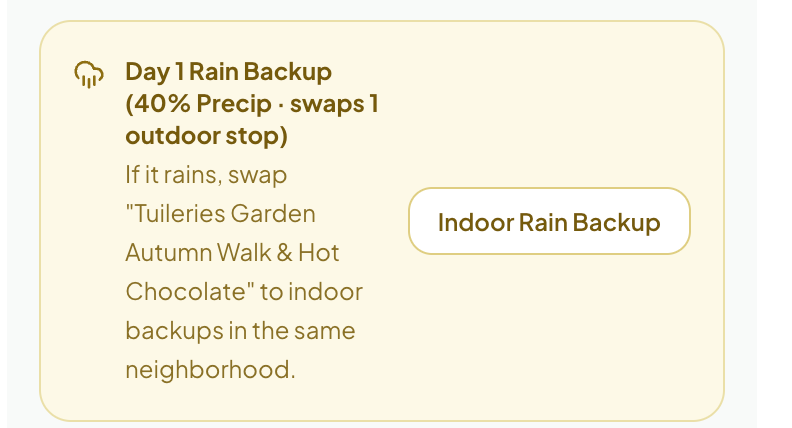 Day 1 Rain Backup
(40% Precip · swaps 1
outdoor stop)
If it rains, swap
"Tuileries Garden
Autumn Walk & Hot
Chocolate" to indoor
backups in the same
neighborhood.
Indoor Rain Backup